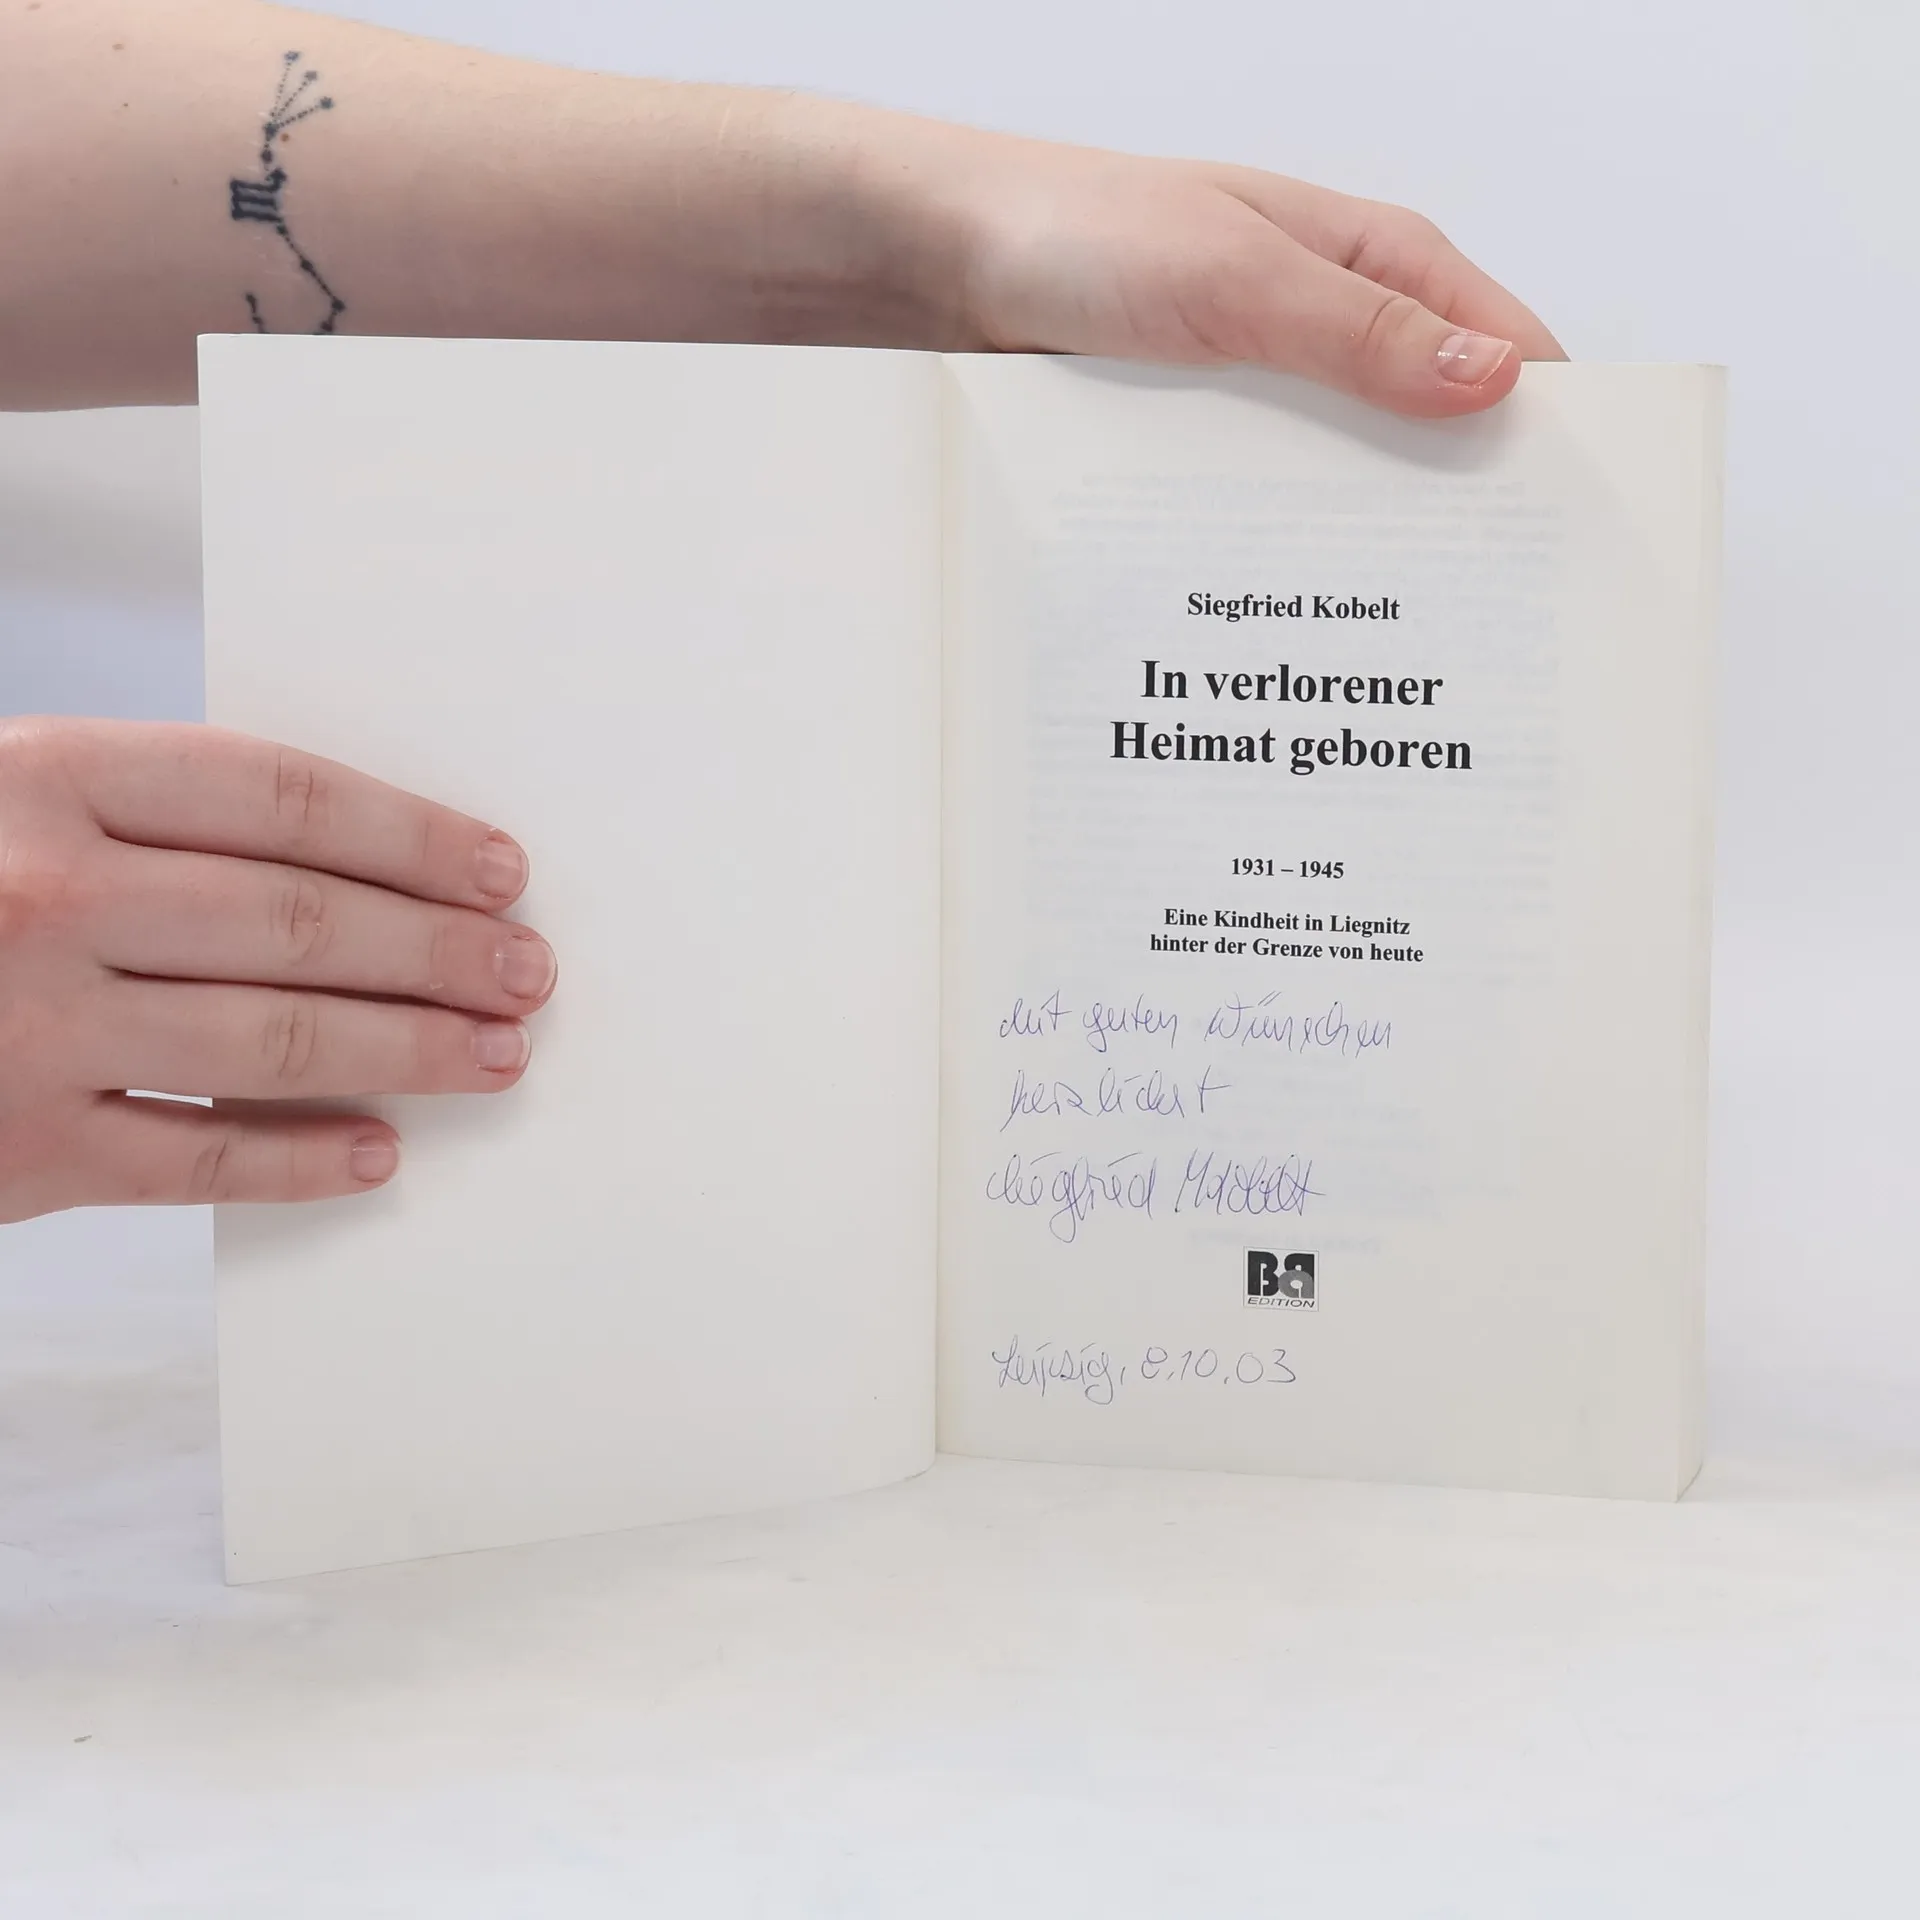 Siegfried Kobelt
In verlorener
Heimat geboren
1931 – 1945
Eine Kindheit in Liegnitz
hinter der Grenze von heute
Mit guten Wünschen
herzlichst
Siegfried Kobelt
BB
EDITION
Leipzig, 8.10.03